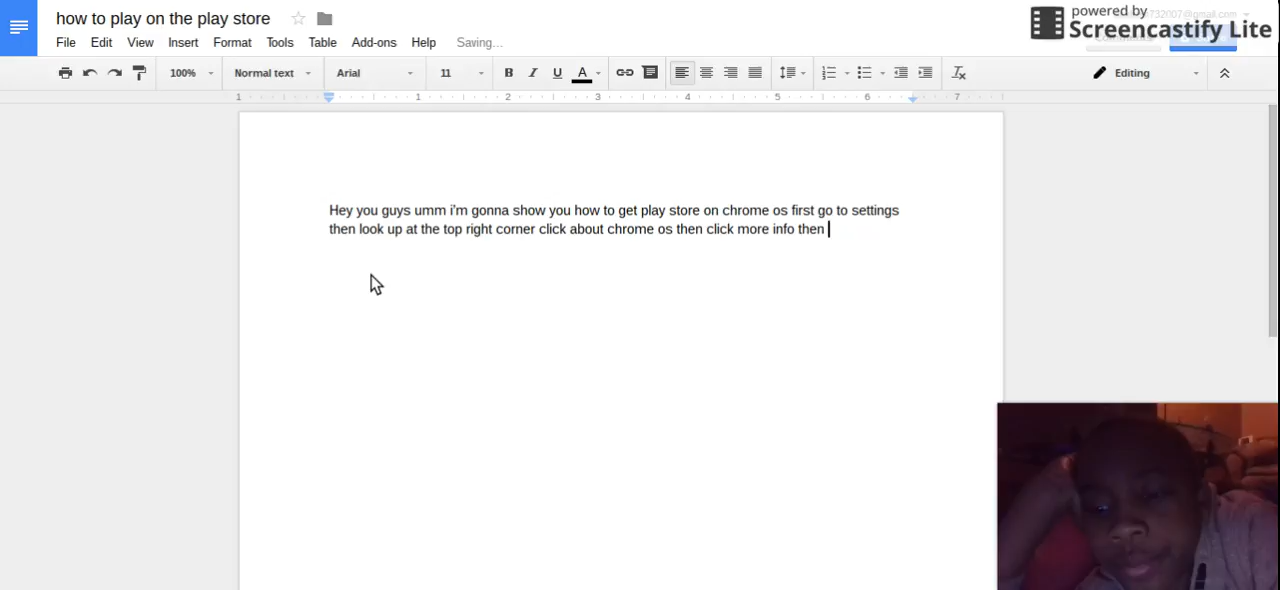 how to play on the play store
powered by
Screencastify Lite
File Edit View Insert Format Tools Table Add-ons Help Saving…
100% Normal text Arial 11 B I U A Editing
1 1 2 3 4 5 6 7
Hey you guys umm i'm gonna show you how to get play store on chrome os first go to settings
then look up at the top right corner click about chrome os then click more info then